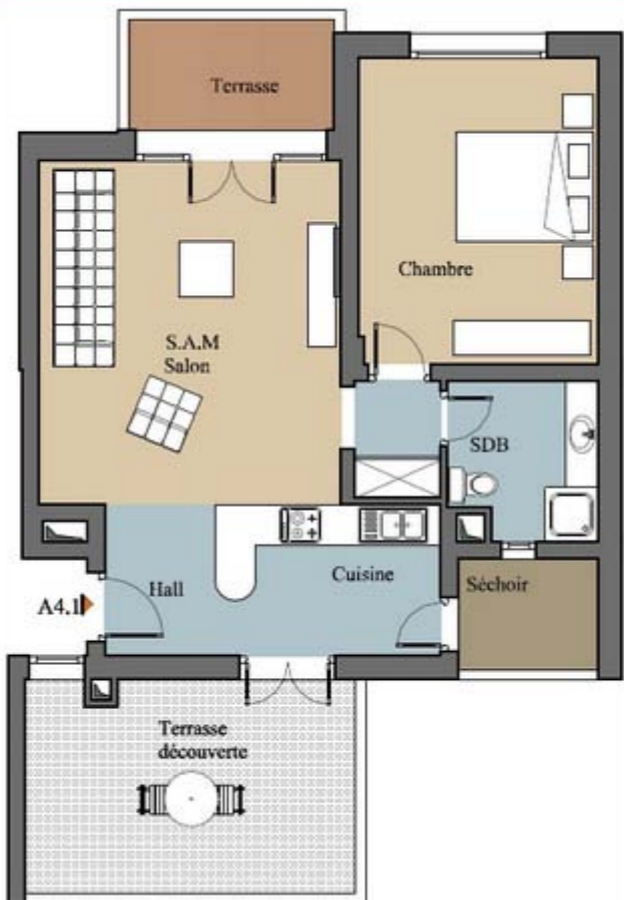 Terrasse
Chambre
S.A.M
Salon
SDB
Cuisine
Hall
Séchoir
A4.1
Terrasse
découverte